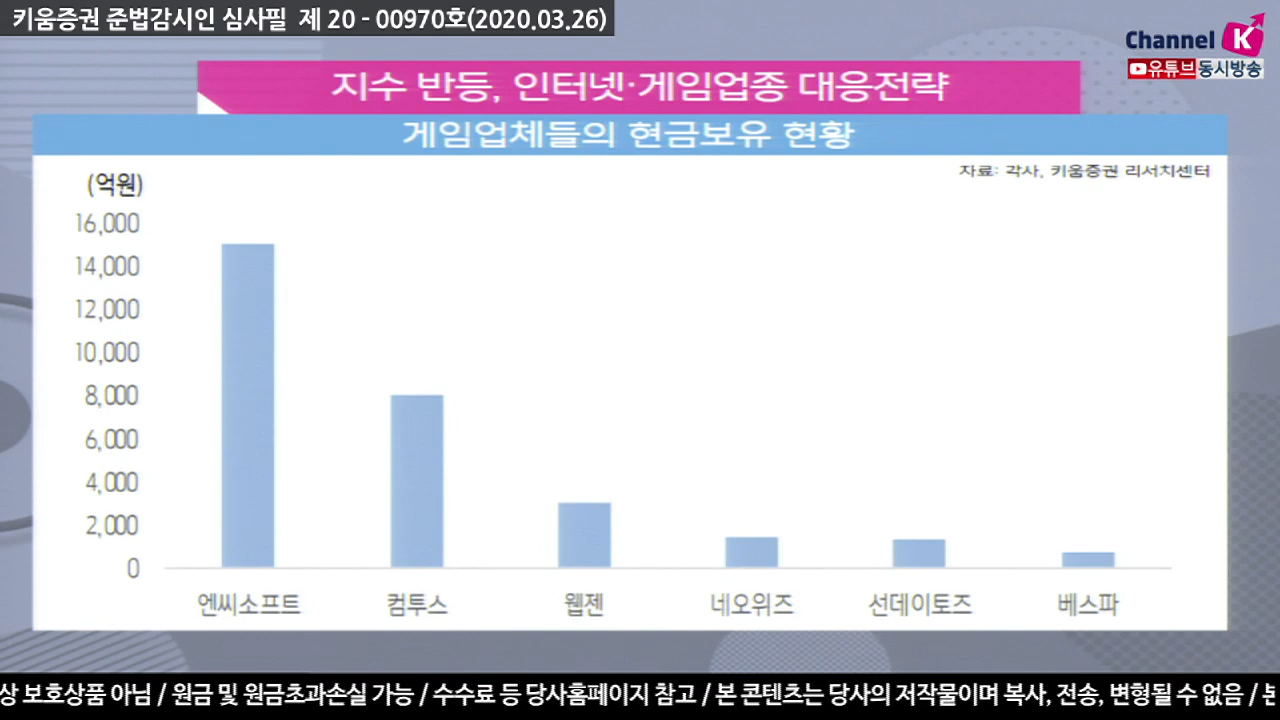 키움증권 준법감시인 심사필 제 20 - 00970호(2020.03.26)
Channel K
유튜브동시방송
지수 반등, 인터넷·게임업종 대응전략
게임업체들의 현금보유 현황
자료: 각사, 키움증권 리서치센터
(억원)
16,000
14,000
12,000
10,000
8,000
6,000
4,000
2,000
0
엔씨소프트 컴투스 웹젠 네오위즈 선데이토즈 베스파
상 보호상품 아님 / 원금 및 원금초과손실 가능 / 수수료 등 당사홈페이지 참고 / 본 콘텐츠는 당사의 저작물이며 복사, 전송, 변형될 수 없음 / 본